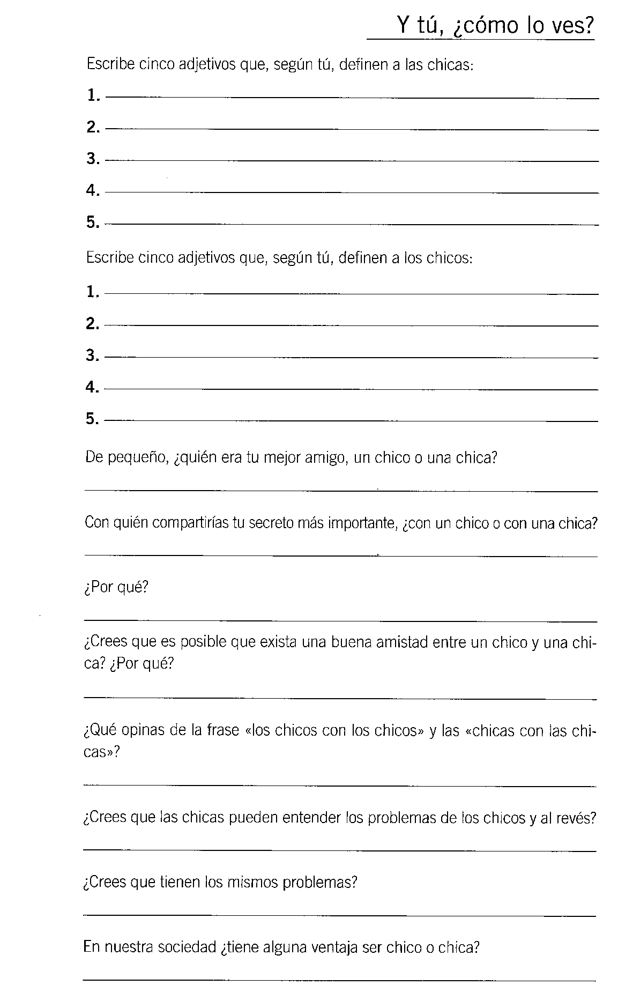 Y tú, ¿cómo lo ves?
Escribe cinco adjetivos que, según tú, definen a las chicas:
1.
2.
3.
4.
5.
Escribe cinco adjetivos que, según tú, definen a los chicos:
1.
2.
3.
4.
5.
De pequeño, ¿quién era tu mejor amigo, un chico o una chica?
Con quién compartirías tu secreto más importante, ¿con un chico o con una chica?
¿Por qué?
¿Crees que es posible que exista una buena amistad entre un chico y una chi-
ca? ¿Por qué?
¿Qué opinas de la frase «los chicos con los chicos» y las «chicas con las chi-
cas»?
¿Crees que las chicas pueden entender los problemas de los chicos y al revés?
¿Crees que tienen los mismos problemas?
En nuestra sociedad ¿tiene alguna ventaja ser chico o chica?